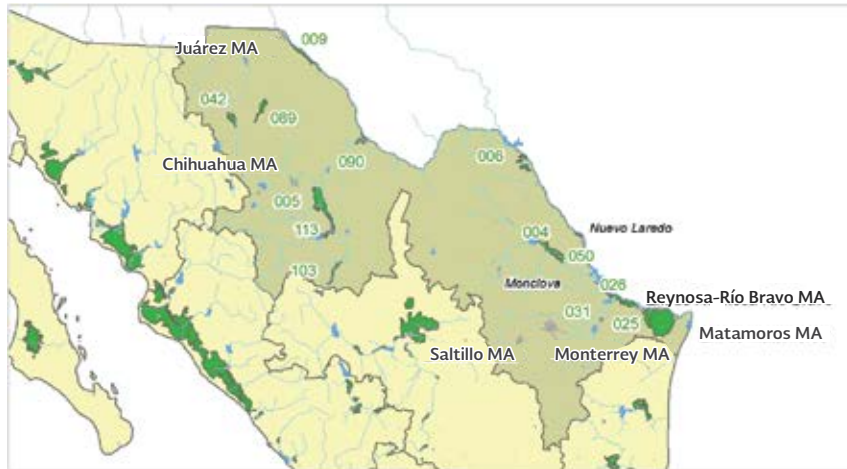 009
Juárez MA
042
089
Chihuahua MA
090
006
005
113
004
Nuevo Laredo
050
103
Monclova
026
Reynosa-Río Bravo MA
031
025
Matamoros MA
Saltillo MA
Monterrey MA